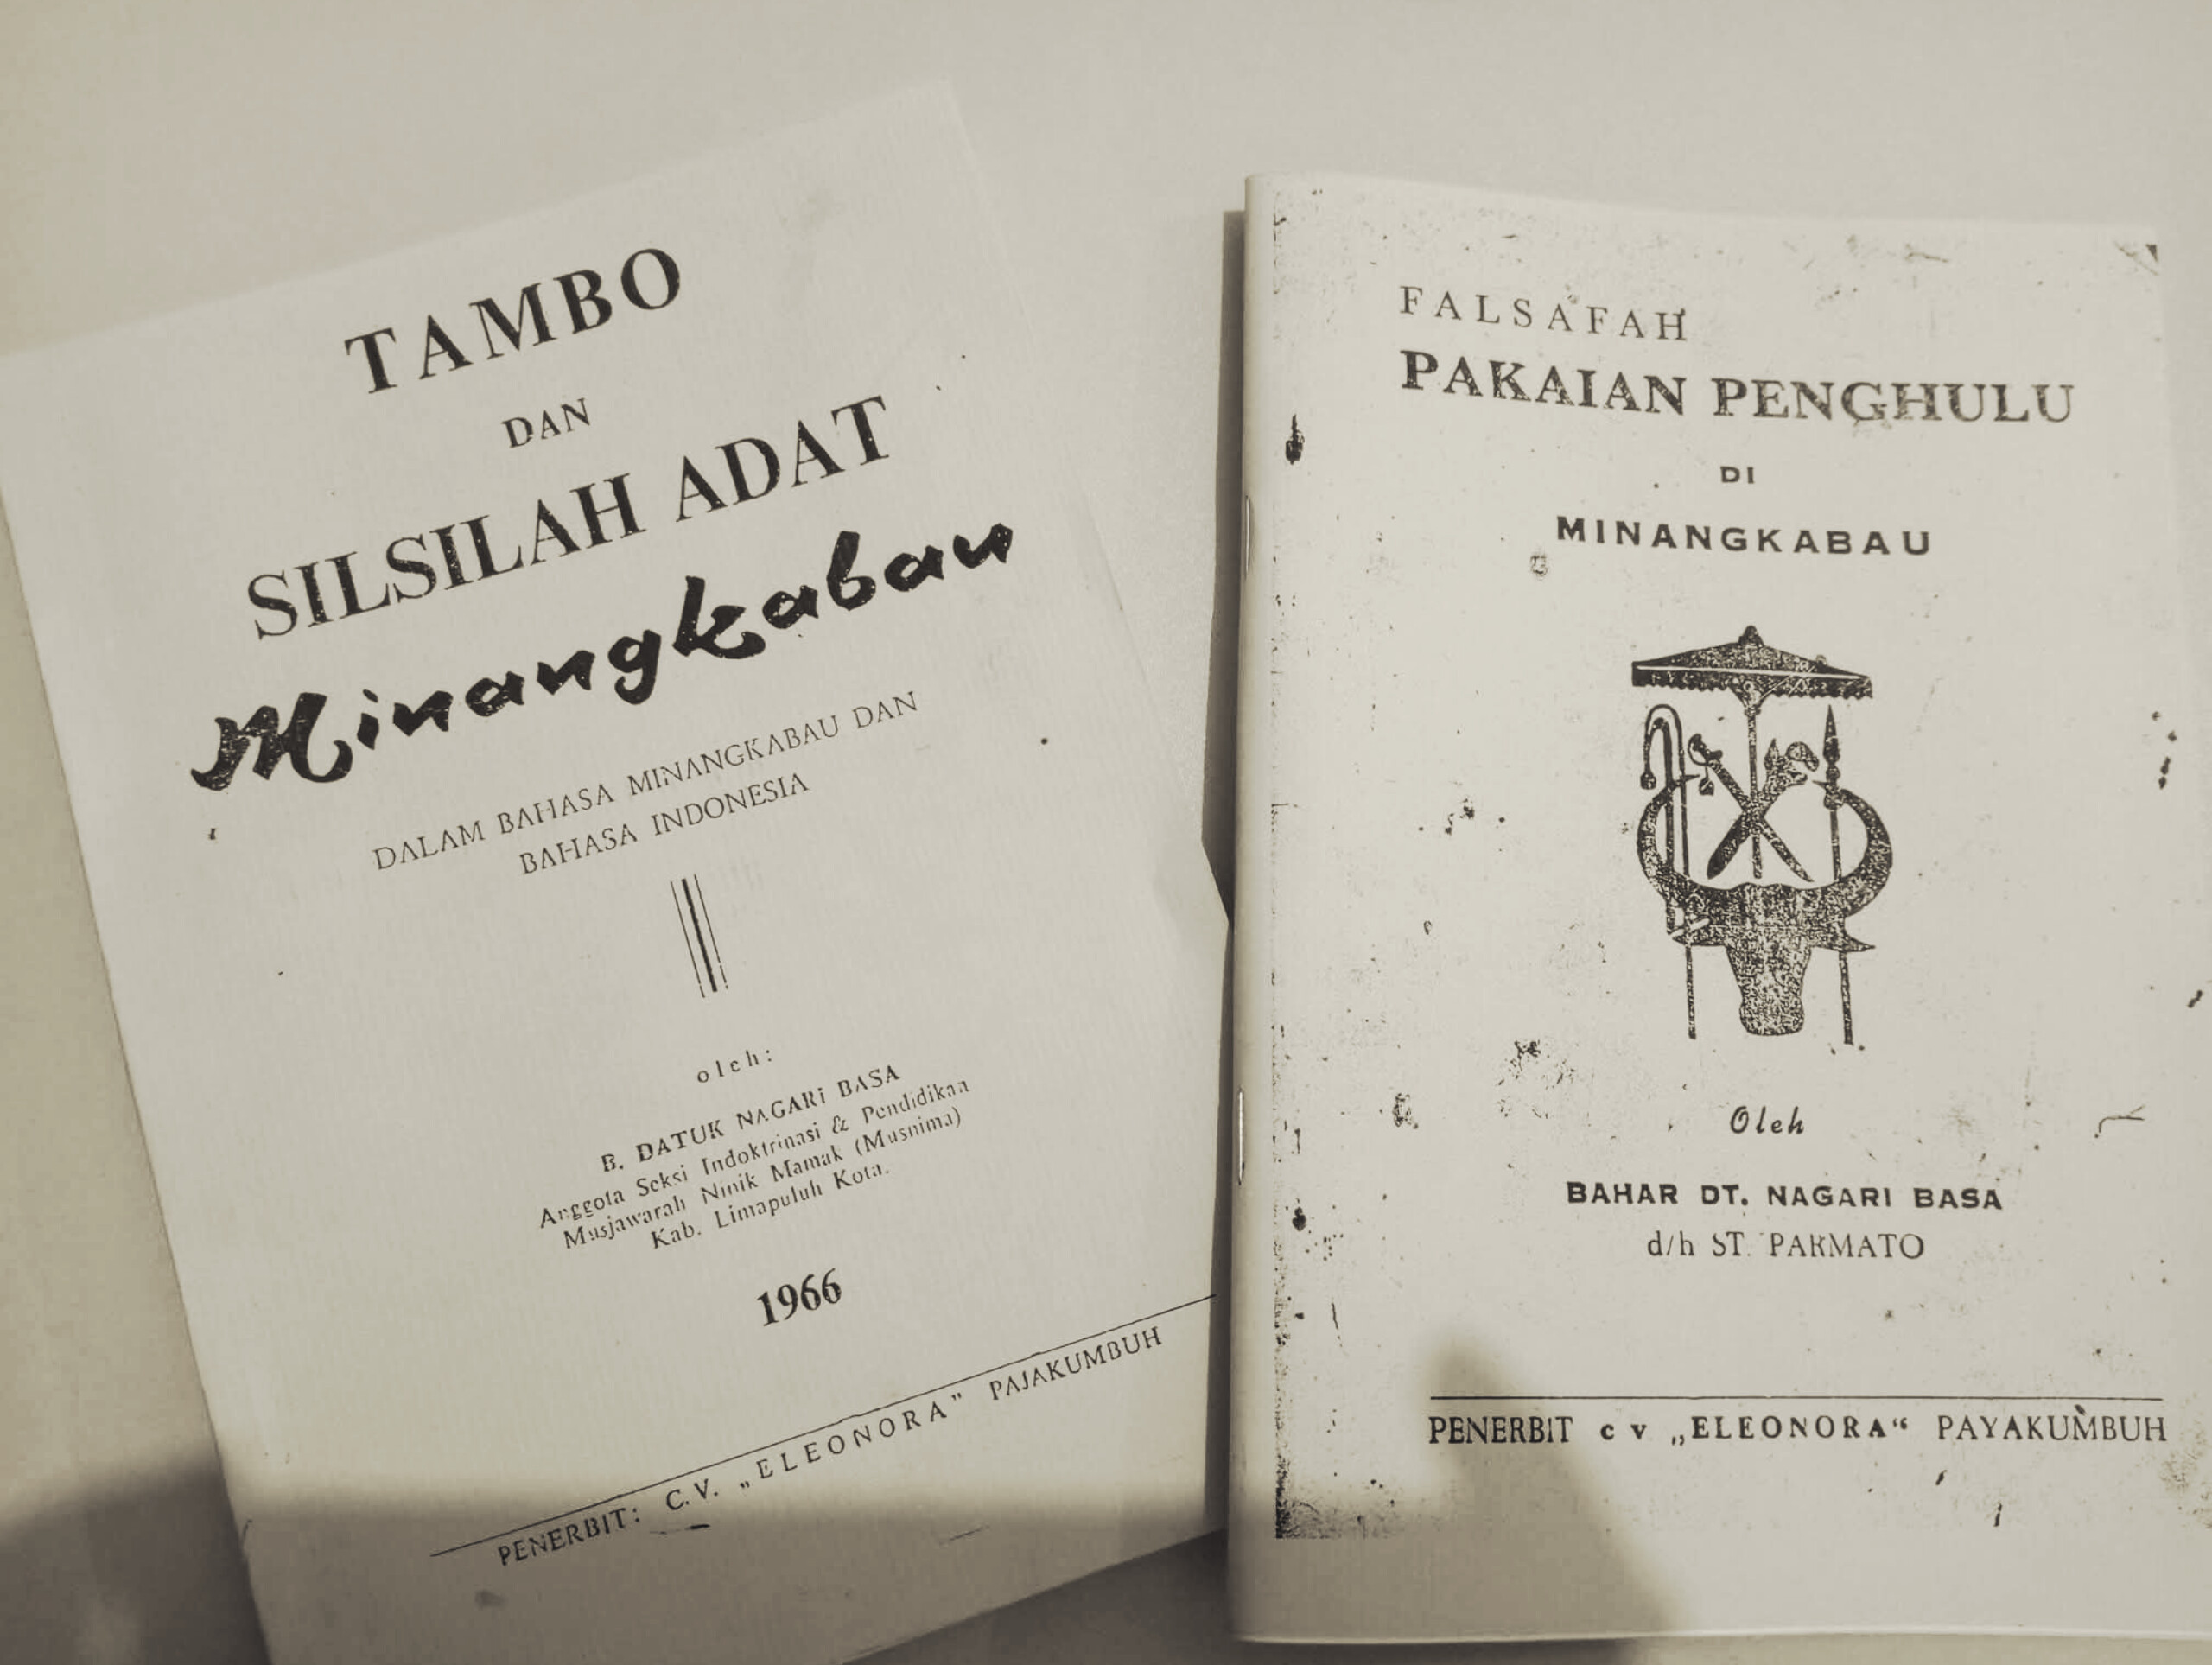 TAMBO
DAN
SILSILAH ADAT
Minangkabau
DALAM BAHASA MINANGKABAU DAN
BAHASA INDONESIA
oleh:
B. DATUK NAGARI BASA
Anggota Seksi Indoktrinasi & Pendidikan
Musjawarah Ninik Mamak (Musnima)
Kab. Limapuluh Kota.
1966
PENERBIT: C.V. „ELEONORA” PAJAKUMBUH
FALSAFAH
PAKAIAN PENGHULU
DI
MINANGKABAU
Oleh
BAHAR DT. NAGARI BASA
d/h ST. PARMATO
PENERBIT c v „ELEONORA“ PAYAKUMBUH